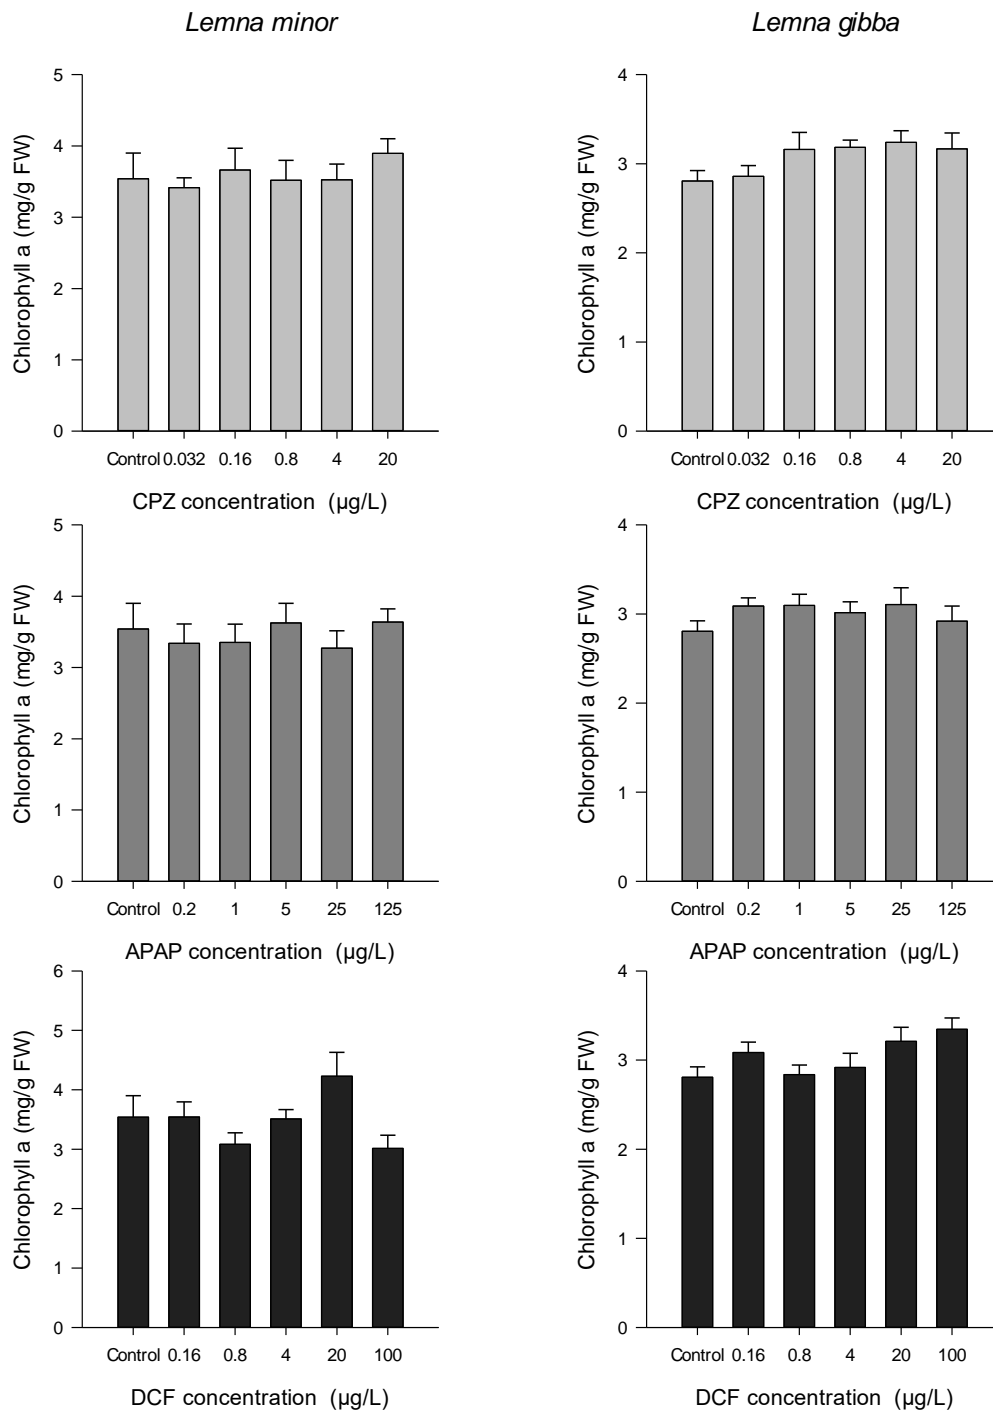 Lemna minor
Lemna gibba
5
4
3
2
1
0
Chlorophyll a (mg/g FW)
Control 0.032 0.16 0.8 4 20
CPZ concentration (µg/L)
4
3
2
1
0
Chlorophyll a (mg/g FW)
Control 0.032 0.16 0.8 4 20
CPZ concentration (µg/L)
5
4
3
2
1
0
Chlorophyll a (mg/g FW)
Control 0.2 1 5 25 125
APAP concentration (µg/L)
4
3
2
1
0
Chlorophyll a (mg/g FW)
Control 0.2 1 5 25 125
APAP concentration (µg/L)
6
5
4
3
2
1
0
Chlorophyll a (mg/g FW)
Control 0.16 0.8 4 20 100
DCF concentration (µg/L)
4
3
2
1
0
Chlorophyll a (mg/g FW)
Control 0.16 0.8 4 20 100
DCF concentration (µg/L)